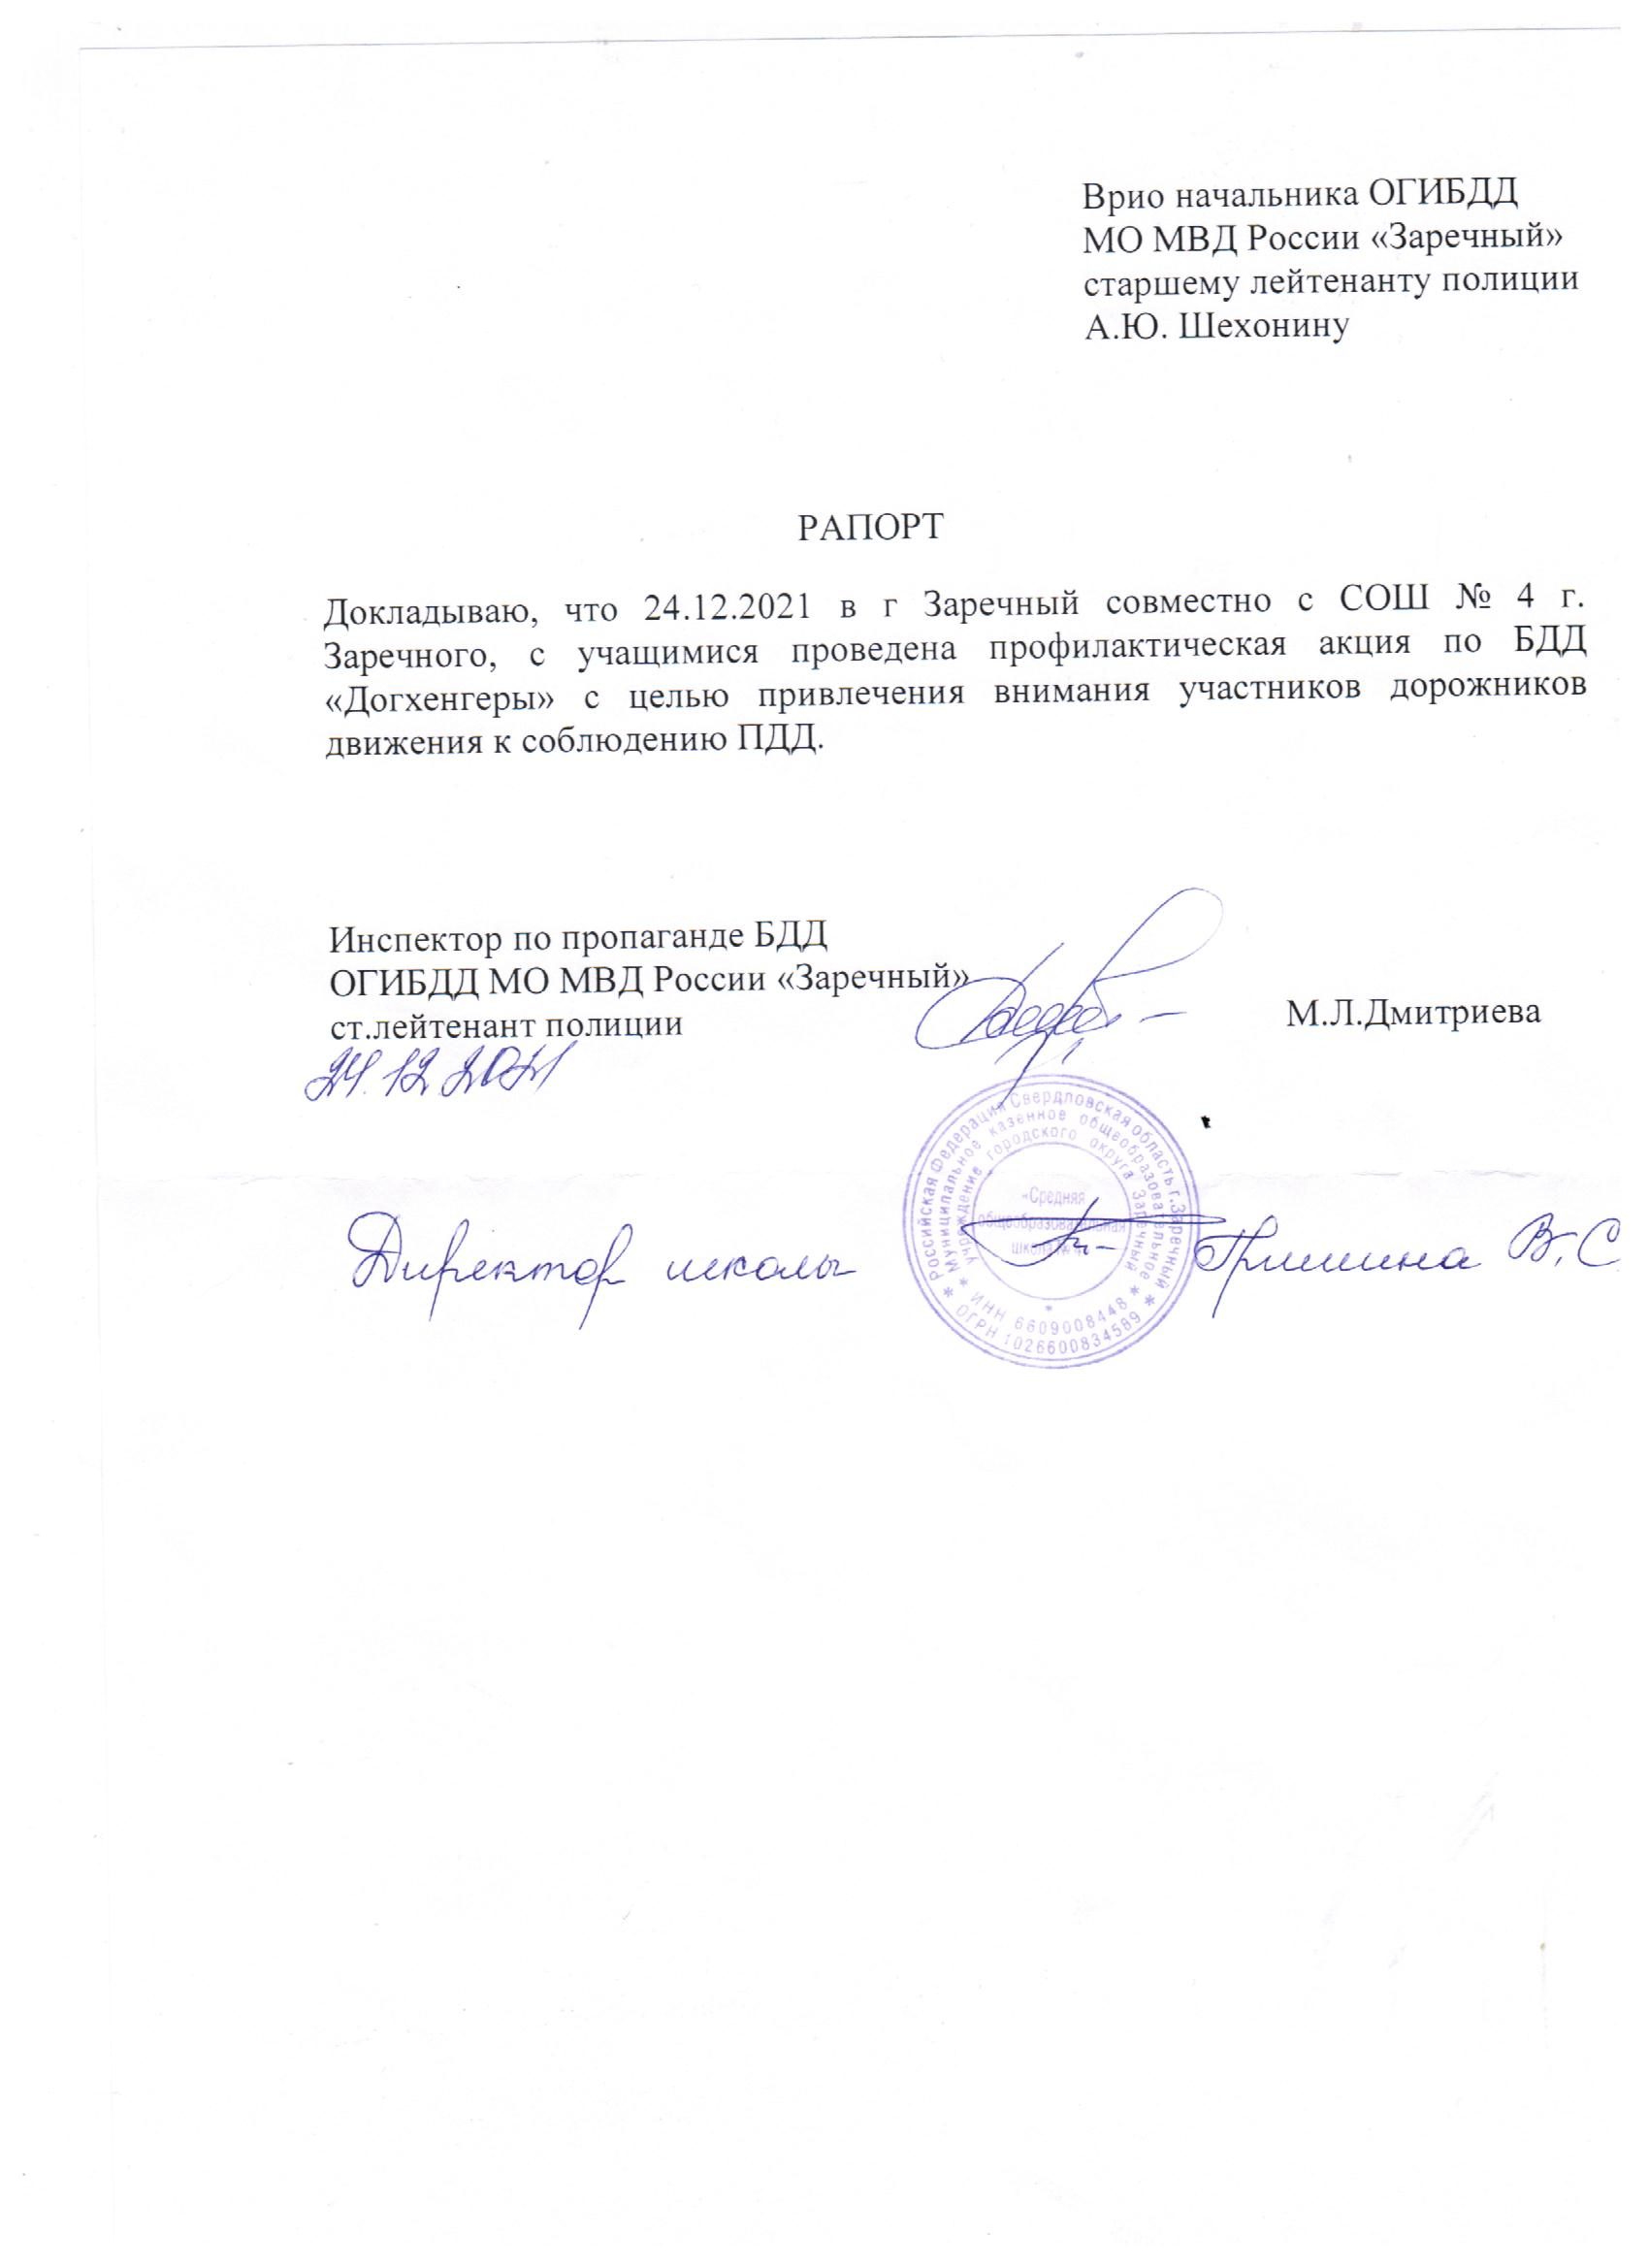 Врио начальника ОГИБДД
МО МВД России «Заречный»
старшему лейтенанту полиции
А.Ю. Шехонину
РАПОРТ
Докладываю, что 24.12.2021 в г Заречный совместно с СОШ № 4 г.
Заречного, с учащимися проведена профилактическая акция по БДД
«Догхенгеры» с целью привлечения внимания участников дорожников
движения к соблюдению ПДД.
Инспектор по пропаганде БДД
ОГИБДД МО МВД России «Заречный»
ст.лейтенант полиции
М.Л.Дмитриева
24.12.2021
Российская Федерация Свердловская область г.Заречный
Муниципальное казенное общеобразовательное
учреждение городского округа Заречный
«Средняя
общеобразовательная
школа
* ИНН 6609008448 *
* ОГРН 1026600834589 *
Директор школы
Гришина В.С